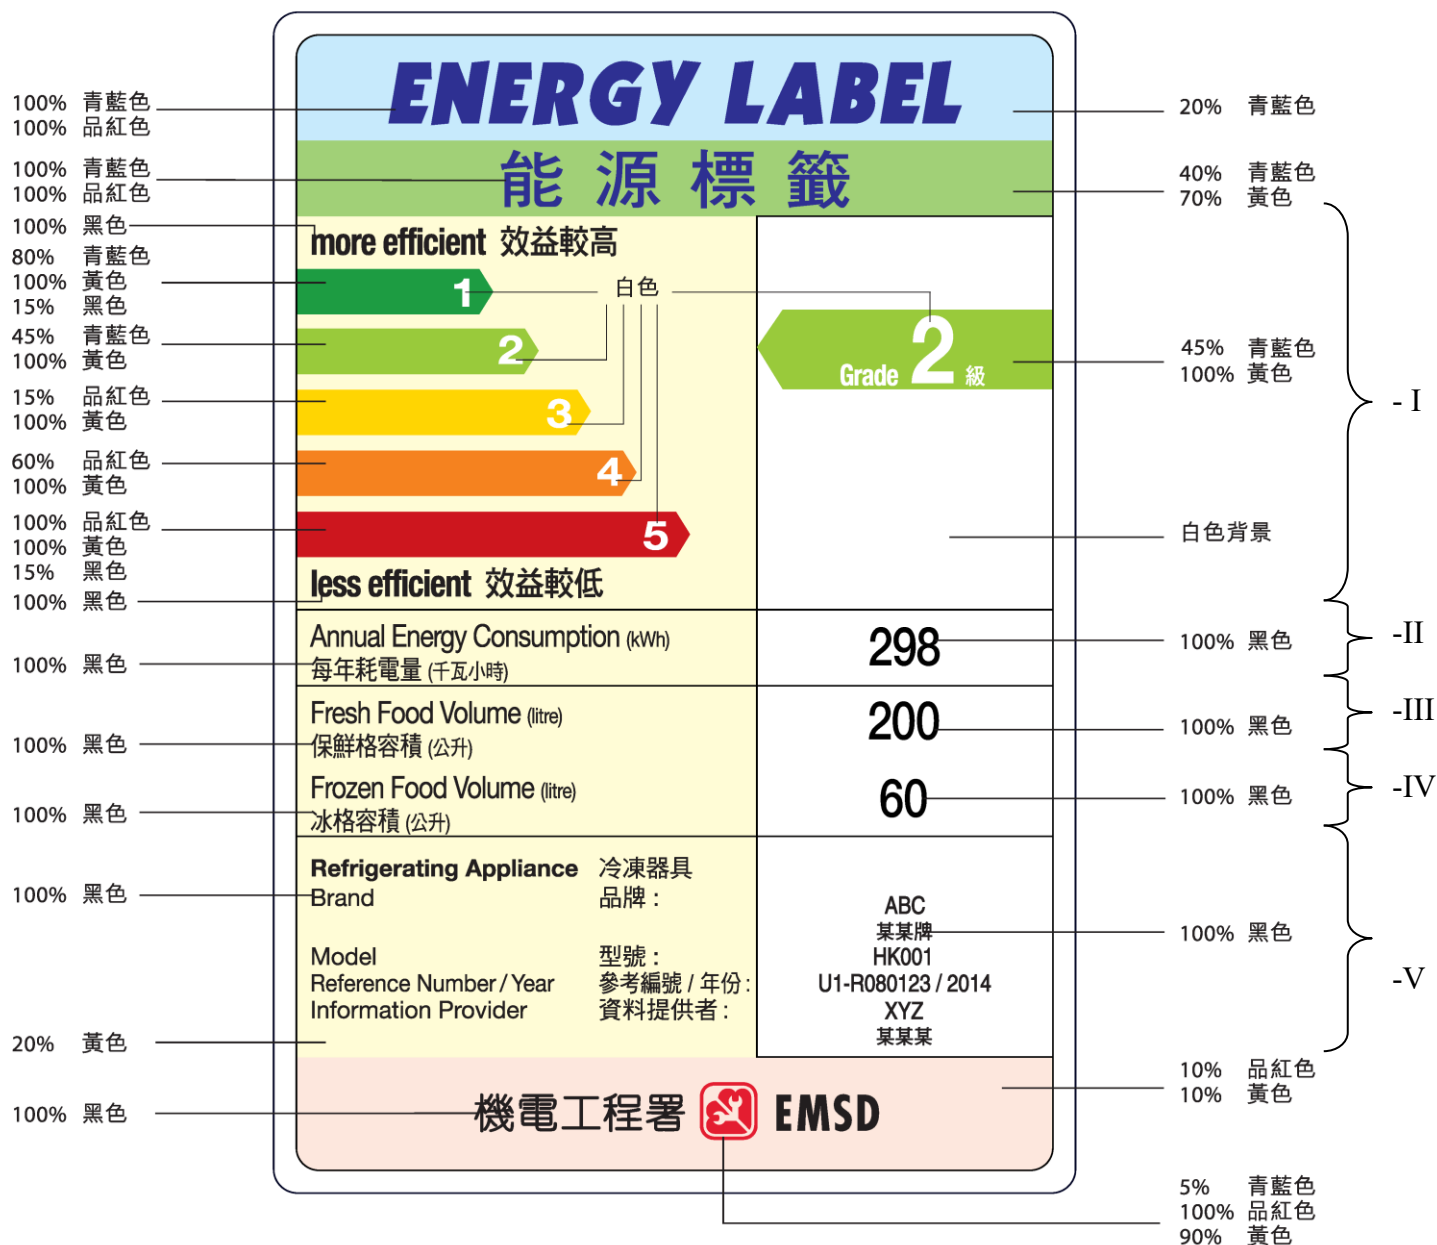 ENERGY LABEL
能源標籤
100% 青藍色
100% 品紅色
100% 青藍色
100% 品紅色
100% 黑色
80% 青藍色
100% 黃色
15% 黑色
45% 青藍色
100% 黃色
15% 品紅色
100% 黃色
60% 品紅色
100% 黃色
100% 品紅色
100% 黃色
15% 黑色
100% 黑色
100% 黑色
100% 黑色
100% 黑色
100% 黑色
20% 黃色
100% 黑色
more efficient 效益較高
1
2
3
4
5
白色
less efficient 效益較低
Grade 2 級
Annual Energy Consumption (kWh)
每年耗電量 (千瓦小時)
298
Fresh Food Volume (litre)
保鮮格容積 (公升)
200
Frozen Food Volume (litre)
冰格容積 (公升)
60
Refrigerating Appliance 冷凍器具
Brand 品牌 :
ABC
某某牌
Model 型號 : HK001
Reference Number / Year 參考編號 / 年份 : U1-R080123 / 2014
Information Provider 資料提供者 : XYZ
某某某
機電工程署 EMSD
20% 青藍色
40% 青藍色
70% 黃色
45% 青藍色
100% 黃色
白色背景
100% 黑色
100% 黑色
100% 黑色
100% 黑色
10% 品紅色
10% 黃色
5% 青藍色
100% 品紅色
90% 黃色
- I
-II
-III
-IV
-V